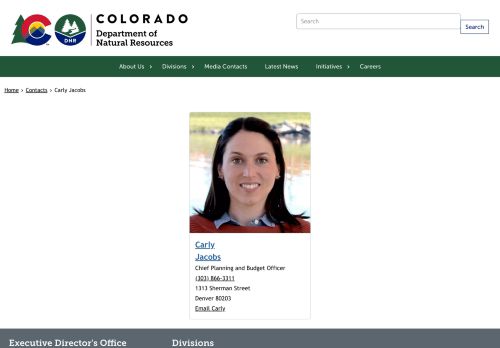 COLORADO
Department of
Natural Resources
DNR
Search
Search
About Us › Divisions › Media Contacts Latest News Initiatives › Careers
Home › Contacts › Carly Jacobs
Carly
Jacobs
Chief Planning and Budget Officer
(303) 866-3311
1313 Sherman Street
Denver 80203
Email Carly
Executive Director's Office Divisions